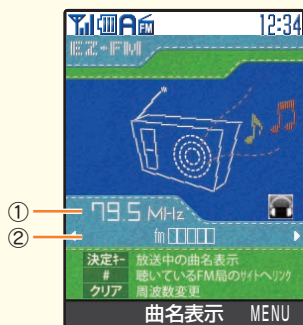 A FM 12:34
EZ・FM
① 79.5 MHz
② fm□□□□□
決定キー 放送中の曲名表示
# 聴いているFM局のサイトへリンク
クリア 周波数変更
曲名表示 MENU